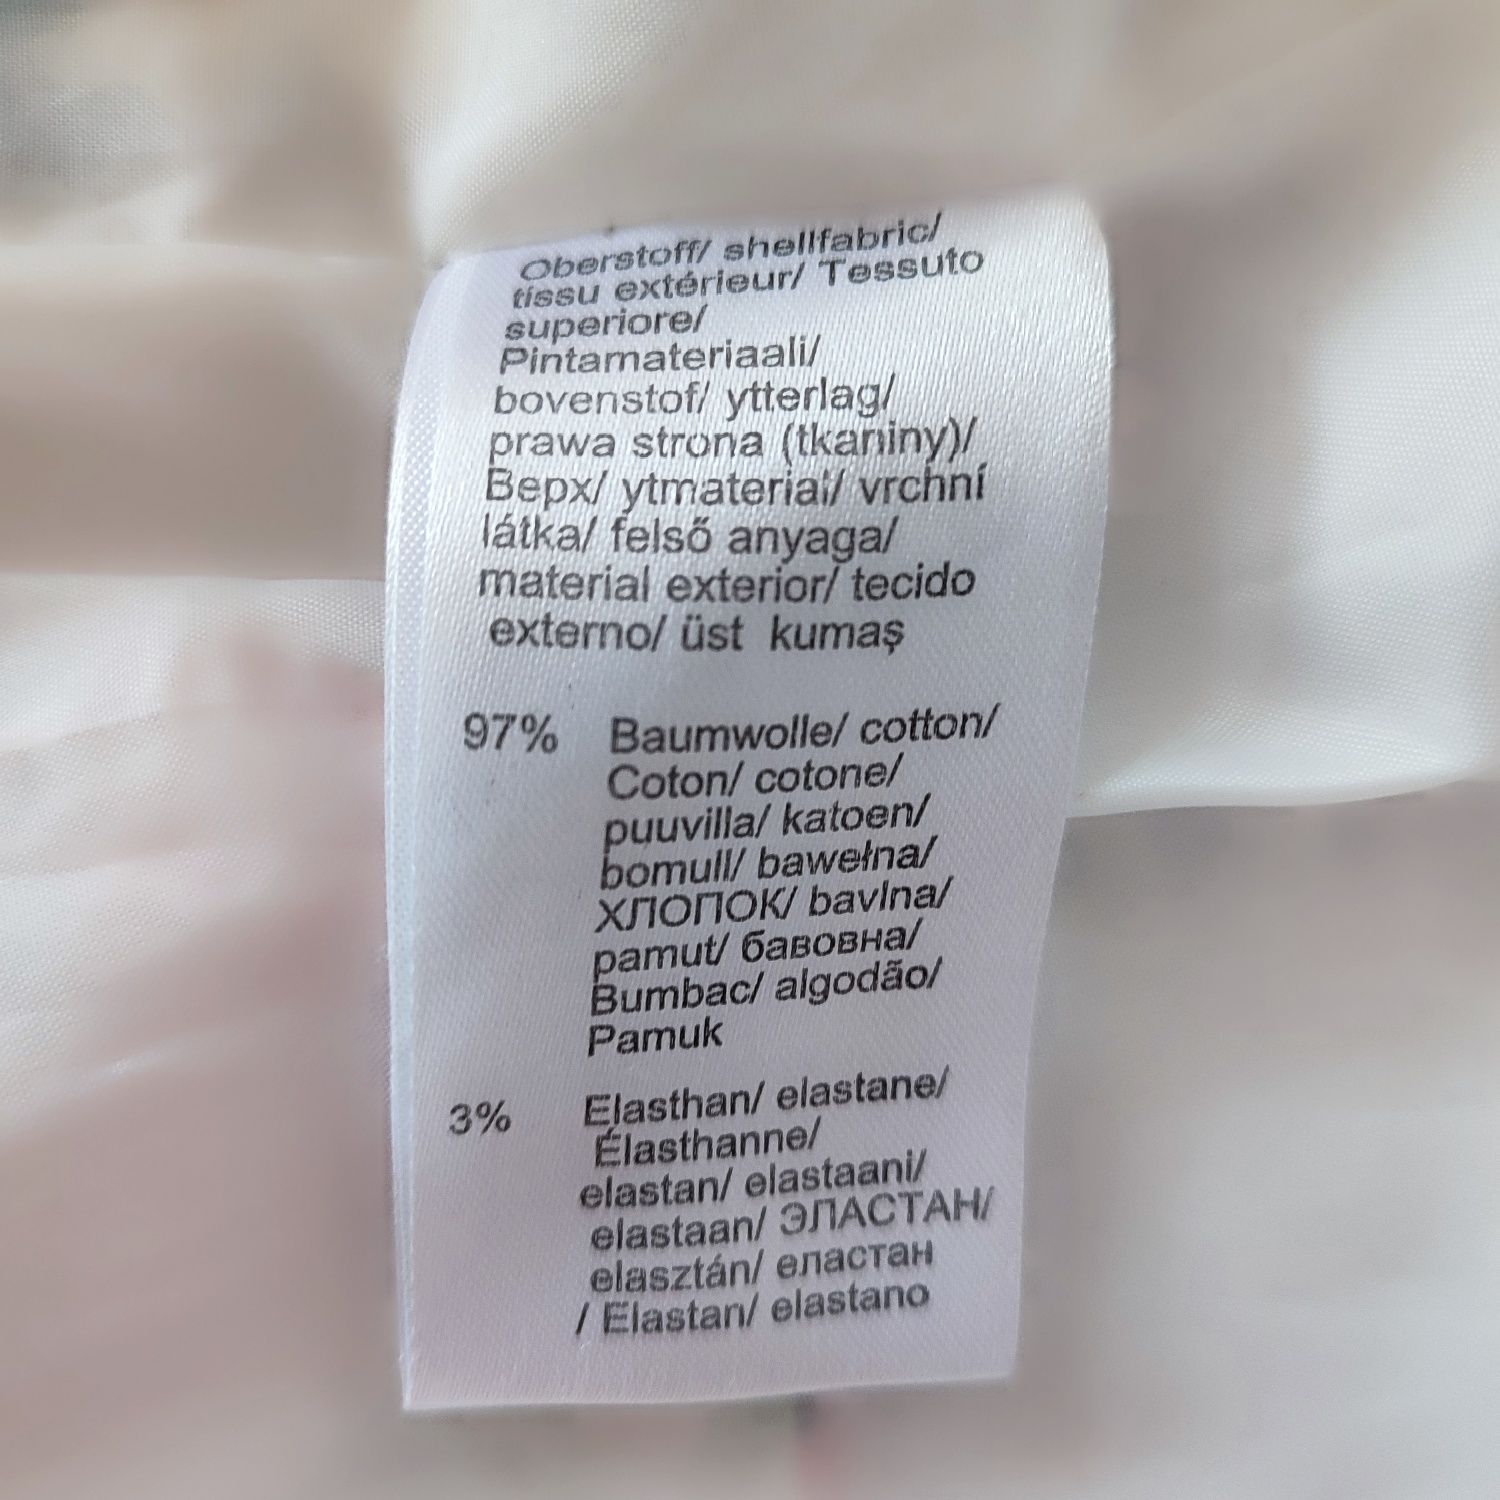 Oberstoff/ shellfabric/
tissu extérieur/ Tessuto
superiore/
Pintamateriaali/
bovenstof/ ytterlag/
prawa strona (tkaniny)/
Верх/ ytmaterial/ vrchní
látka/ felső anyaga/
material exterior/ tecido
externo/ üst kumaş
97% Baumwolle/ cotton/
Coton/ cotone/
puuvilla/ katoen/
bomull/ bawełna/
ХЛОПОК/ bavlna/
pamut/ бавовна/
Bumbac/ algodão/
Pamuk
3% Elasthan/ elastane/
Élasthanne/
elastan/ elastaani/
elastaan/ ЭЛАСТАН/
elasztán/ еластан
/ Elastan/ elastano